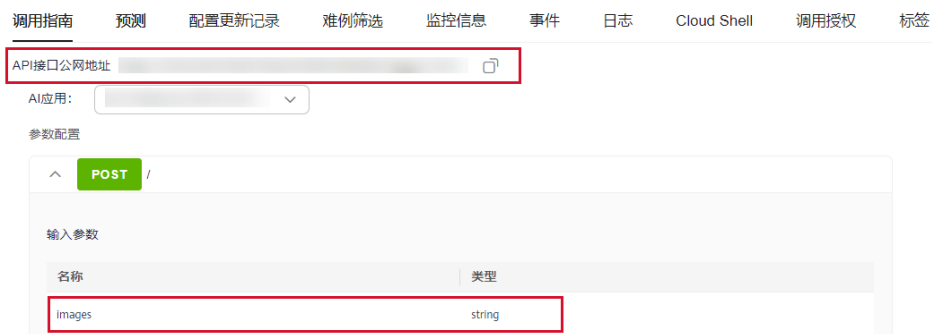 调用指南 预测 配置更新记录 难例筛选 监控信息 事件 日志 Cloud Shell 调用授权 标签
API接口公网地址
AI应用：
参数配置
POST /
输入参数
名称 类型
images string